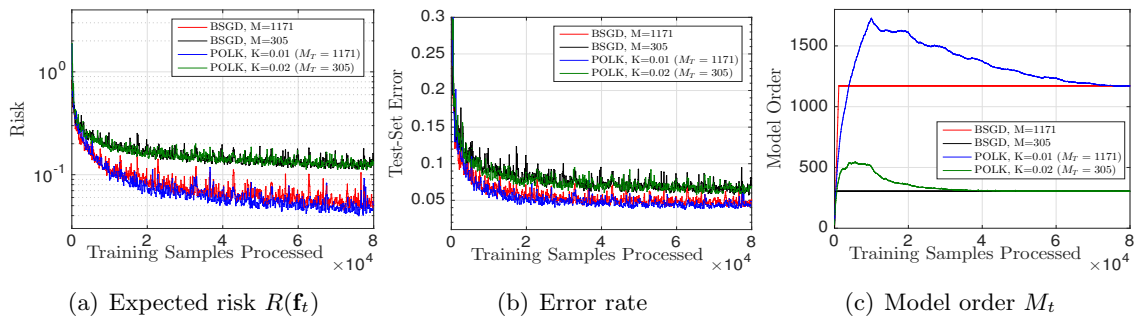 BSGD, M=1171
BSGD, M=305
POLK, K=0.01 (M_T = 1171)
POLK, K=0.02 (M_T = 305)
Risk
10^0
10^-1
0 2 4 6 8
Training Samples Processed
×10^4
(a) Expected risk R(f_t)
BSGD, M=1171
BSGD, M=305
POLK, K=0.01 (M_T = 1171)
POLK, K=0.02 (M_T = 305)
Test-Set Error
0.3
0.25
0.2
0.15
0.1
0.05
0 2 4 6 8
Training Samples Processed
×10^4
(b) Error rate
Model Order
1500
1000
500
0
BSGD, M=1171
BSGD, M=305
POLK, K=0.01 (M_T = 1171)
POLK, K=0.02 (M_T = 305)
0 2 4 6 8
Training Samples Processed
×10^4
(c) Model order M_t